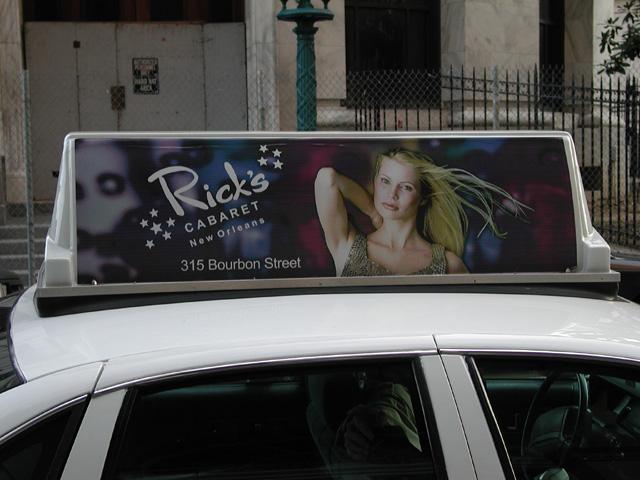 Rick's
CABARET
New Orleans
315 Bourbon Street